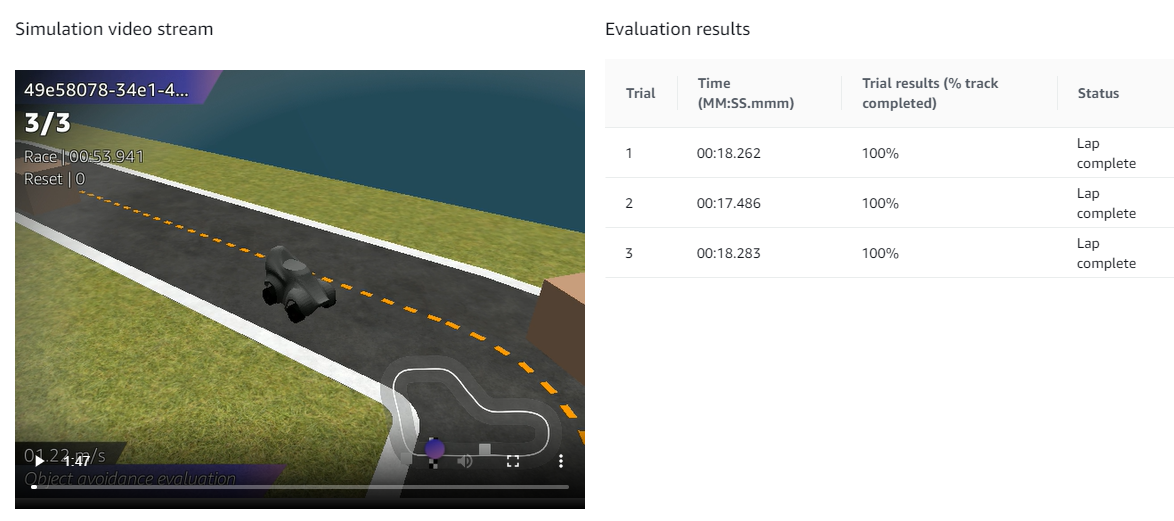 Simulation video stream
Evaluation results
49e58078-34e1-4...
3/3
Race | 00:53.941
Reset | 0
01.22 m/s
1:47
Object avoidance evaluation
Trial
Time
(MM:SS.mmm)
Trial results (% track
completed)
Status
1 00:18.262 100% Lap
complete
2 00:17.486 100% Lap
complete
3 00:18.283 100% Lap
complete